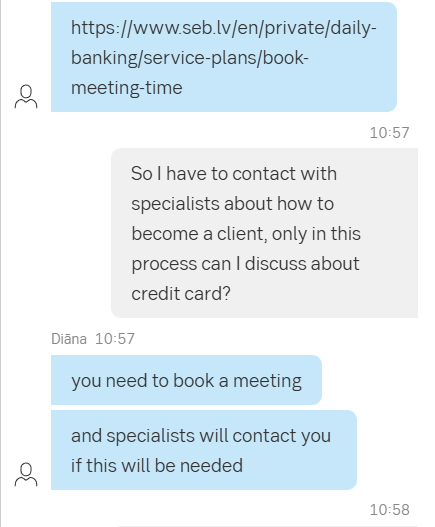 https://www.seb.lv/en/private/daily-
banking/service-plans/book-
meeting-time
10:57
So I have to contact with
specialists about how to
become a client, only in this
process can I discuss about
credit card?
Diāna 10:57
you need to book a meeting
and specialists will contact you
if this will be needed
10:58